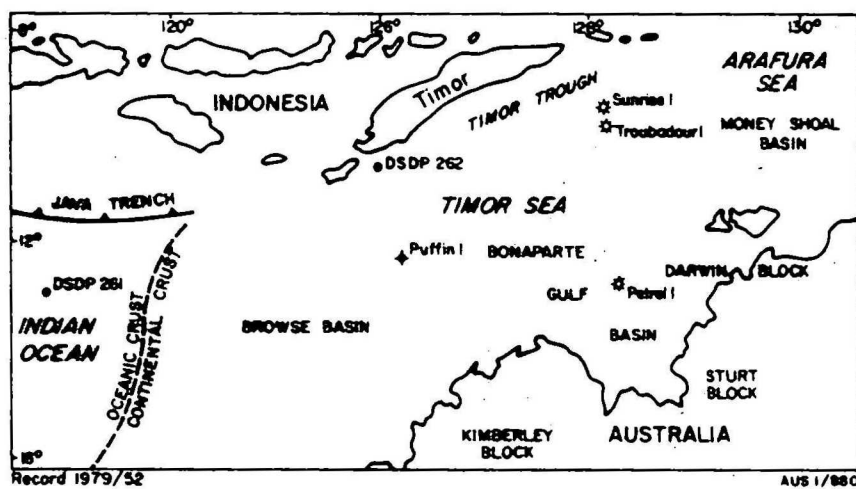 120° 126° 128° 130°
8°
ARAFURA
SEA
INDONESIA
Timor
TIMOR TROUGH
Sunrise 1
Troubadour 1
MONEY SHOAL
BASIN
DSDP 262
JAVA TRENCH
TIMOR SEA
12°
Puffin 1
BONAPARTE
DARWIN BLOCK
DSDP 261
GULF
Petrel 1
INDIAN
OCEAN
OCEANIC CRUST
CONTINENTAL CRUST
BROWSE BASIN
BASIN
STURT
BLOCK
KIMBERLEY
BLOCK
AUSTRALIA
16°
Record 1979/52
AUS 1/880